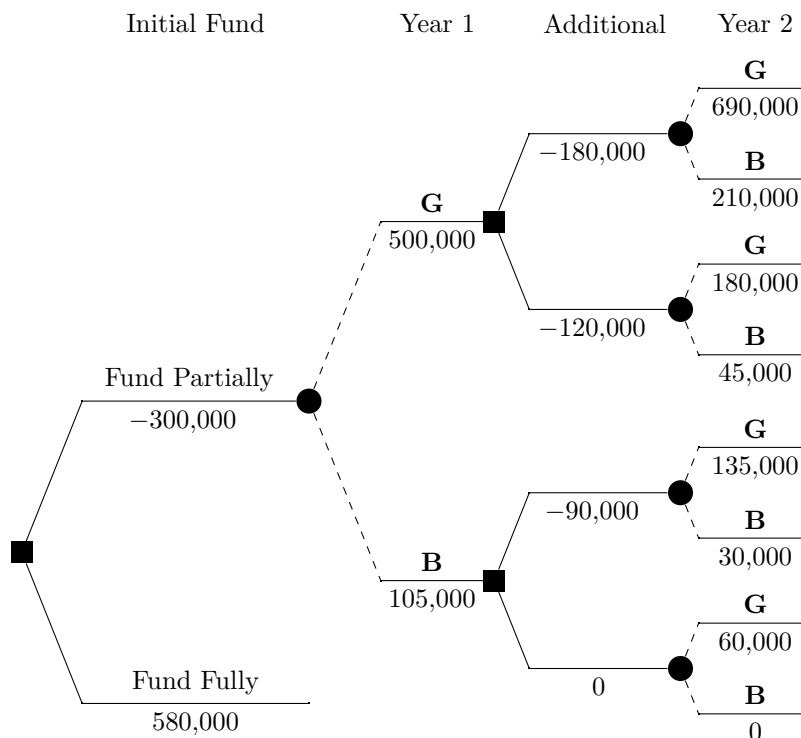 Initial Fund Year 1 Additional Year 2
G
690,000
−180,000
B
210,000
G
500,000
G
180,000
−120,000
B
45,000
Fund Partially
−300,000
G
135,000
−90,000
B
30,000
B
105,000
G
60,000
0
B
0
Fund Fully
580,000